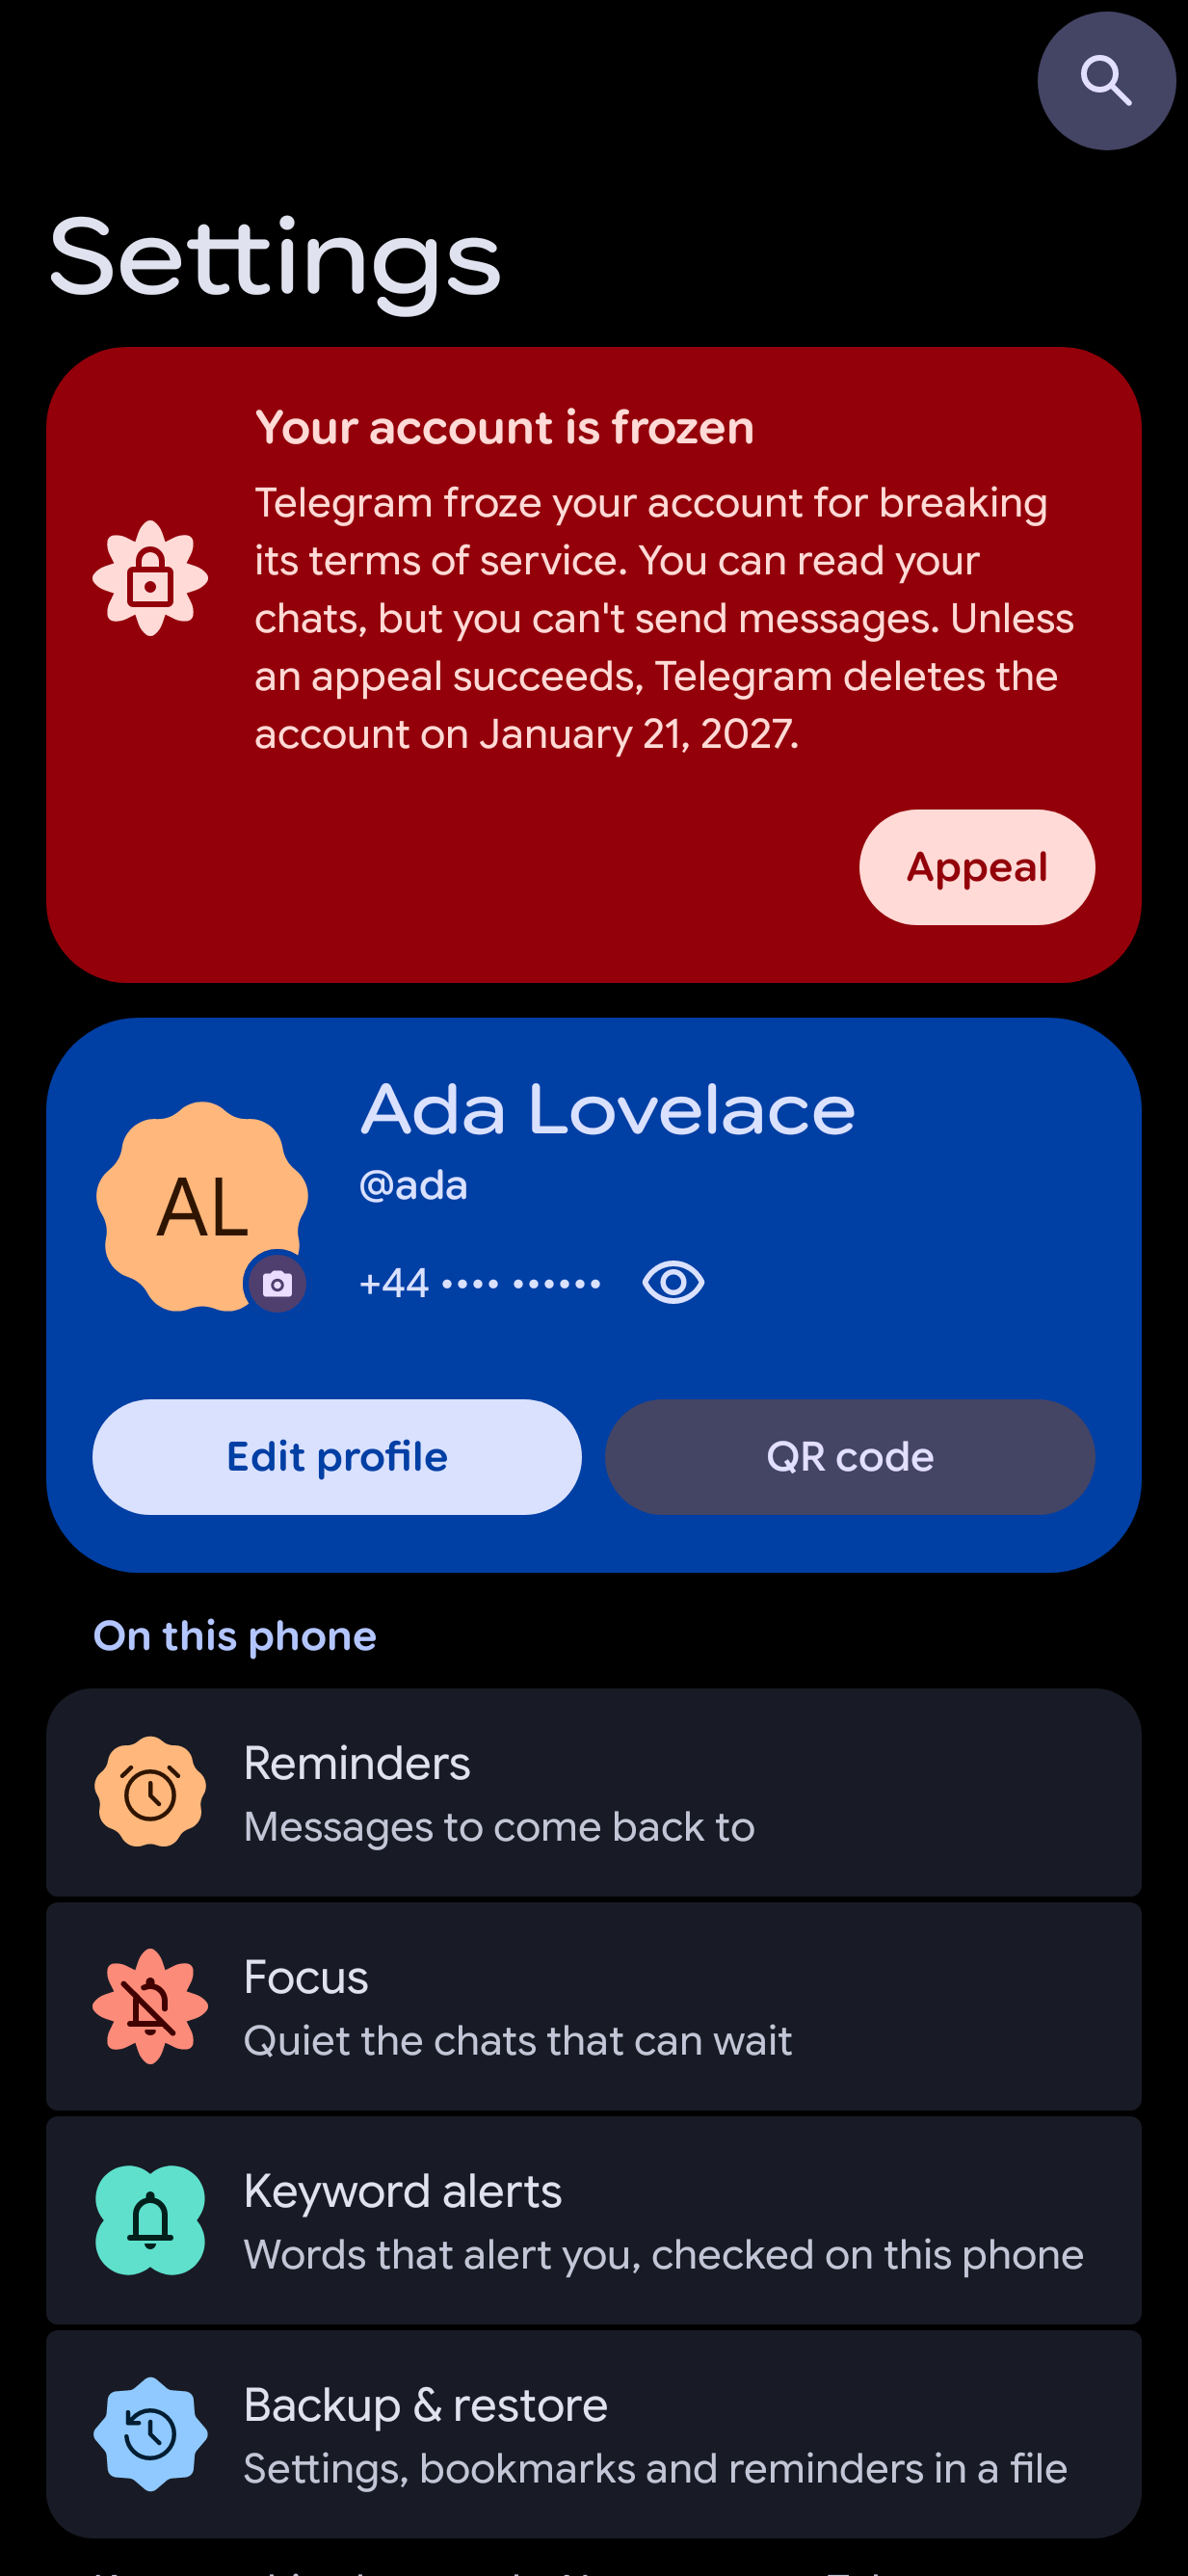 Settings
Your account is frozen
Telegram froze your account for breaking
its terms of service. You can read your
chats, but you can't send messages. Unless
an appeal succeeds, Telegram deletes the
account on January 21, 2027.
Appeal
AL
Ada Lovelace
@ada
+44 •••• ••••••
Edit profile
QR code
On this phone
Reminders
Messages to come back to
Focus
Quiet the chats that can wait
Keyword alerts
Words that alert you, checked on this phone
Backup & restore
Settings, bookmarks and reminders in a file